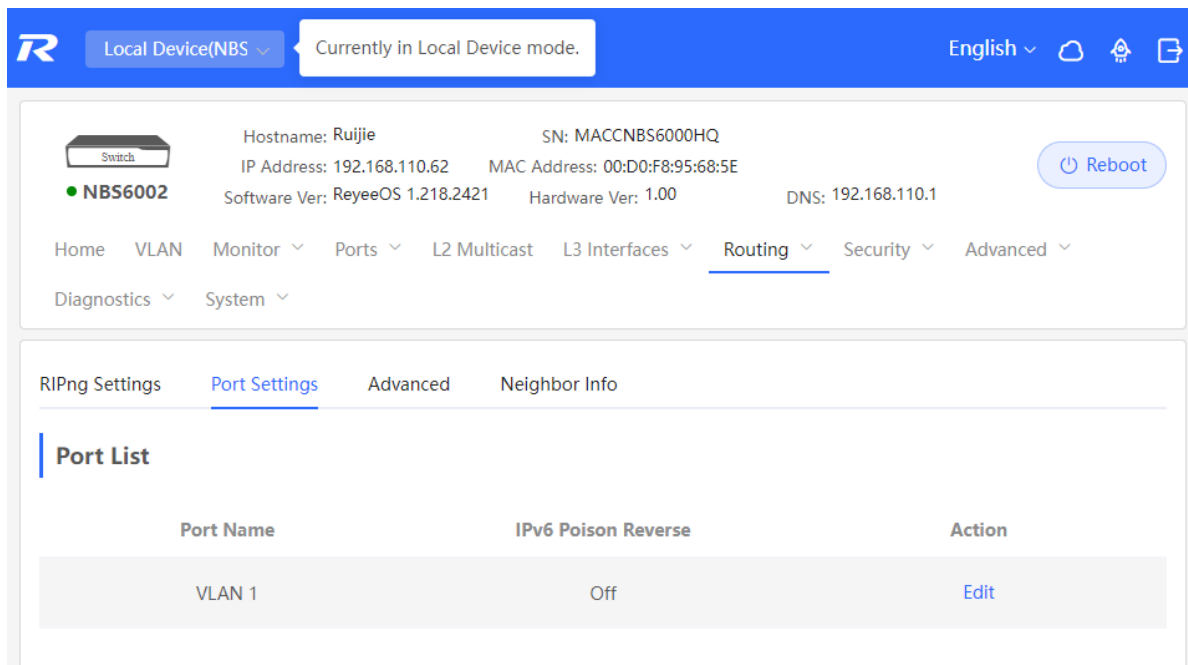 R Local Device(NBS Currently in Local Device mode. English
Switch
NBS6002
Hostname: Ruijie SN: MACCNBS6000HQ
IP Address: 192.168.110.62 MAC Address: 00:D0:F8:95:68:5E
Software Ver: ReyeeOS 1.218.2421 Hardware Ver: 1.00 DNS: 192.168.110.1
Reboot
Home VLAN Monitor Ports L2 Multicast L3 Interfaces Routing Security Advanced
Diagnostics System
RIPng Settings Port Settings Advanced Neighbor Info
Port List
Port Name IPv6 Poison Reverse Action
VLAN 1 Off Edit